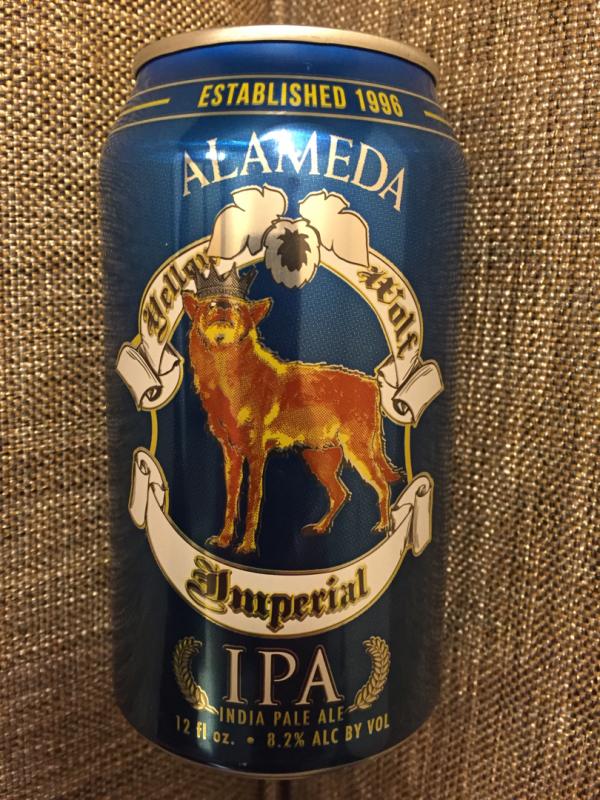 ESTABLISHED 1996
ALAMEDA
Yellow Wolf
Imperial
IPA
INDIA PALE ALE
12 fl oz. • 8.2% ALC BY VOL